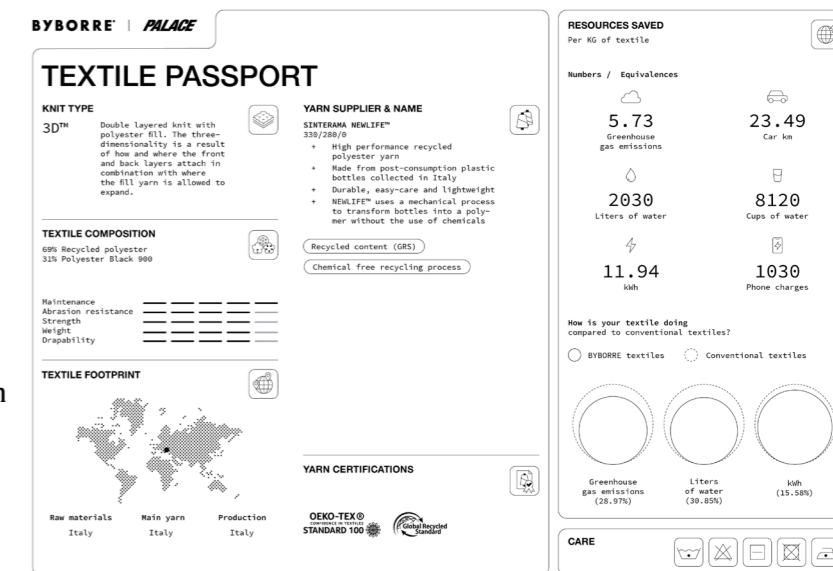 BYBORRE® | PALACE
TEXTILE PASSPORT
KNIT TYPE
3D™
Double layered knit with
polyester fill. The three-
dimensionality is a result
of how and where the front
and back layers attach in
combination with where
the fill yarn is allowed to
expand.
TEXTILE COMPOSITION
69% Recycled polyester
31% Polyester Black 900
Maintenance
Abrasion resistance
Strength
Weight
Drapability
TEXTILE FOOTPRINT
Raw materials Main yarn Production
Italy Italy Italy
YARN SUPPLIER & NAME
SINTERAMA NEWLIFE™
330/280/0
+ High performance recycled
polyester yarn
+ Made from post-consumption plastic
bottles collected in Italy
+ Durable, easy-care and lightweight
+ NEWLIFE™ uses a mechanical process
to transform bottles into a poly-
mer without the use of chemicals
Recycled content (GRS)
Chemical free recycling process
YARN CERTIFICATIONS
OEKO-TEX®
CONFIDENCE IN TEXTILES
STANDARD 100
Global Recycled
Standard
RESOURCES SAVED
Per KG of textile
Numbers / Equivalences
5.73 23.49
Greenhouse
gas emissions
Car km
2030 8120
Liters of water Cups of water
11.94 1030
kWh Phone charges
How is your textile doing
compared to conventional textiles?
BYBORRE textiles Conventional textiles
Greenhouse
gas emissions
(28.97%)
Liters
of water
(30.85%)
kWh
(15.58%)
CARE